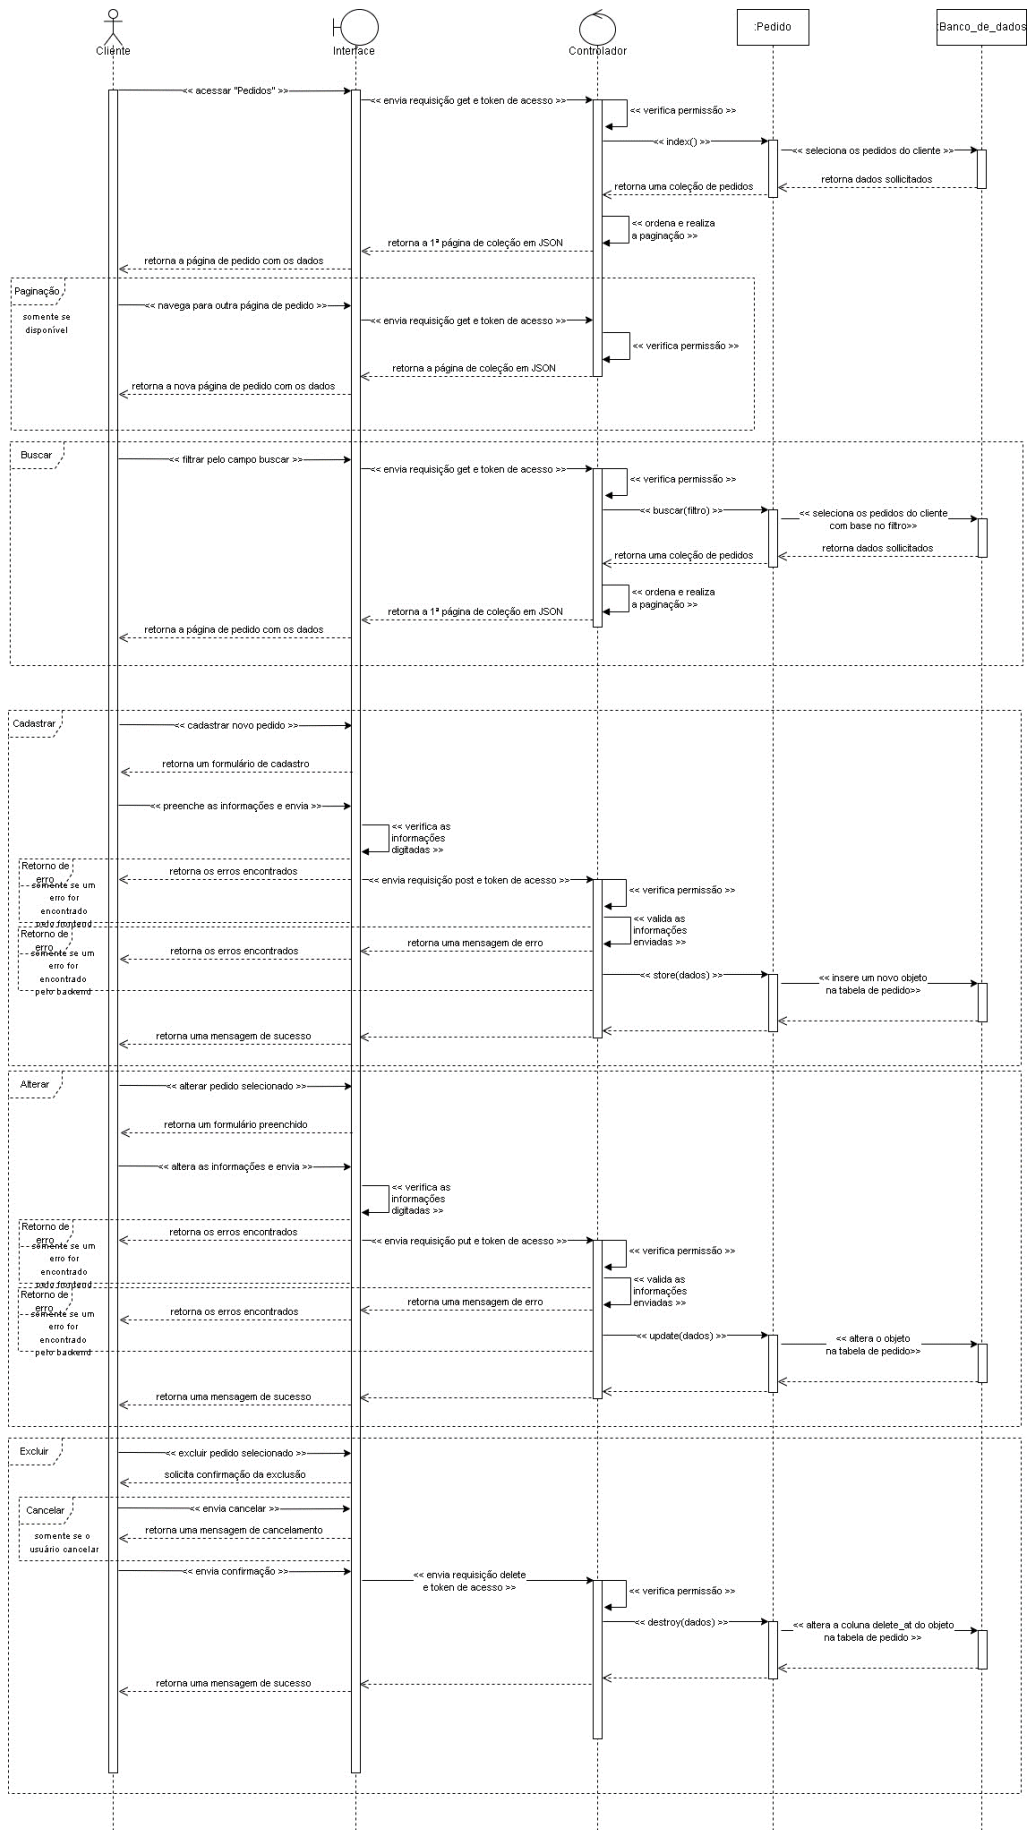 Cliente
Interface
Controlador
:Pedido
:Banco_de_dados
<< acessar "Pedidos" >>
<< envia requisição get e token de acesso >>
<< verifica permissão >>
<< index() >>
<< seleciona os pedidos do cliente >>
retorna dados sollicitados
retorna uma coleção de pedidos
<< ordena e realiza
a paginação >>
retorna a 1ª página de coleção em JSON
retorna a página de pedido com os dados
Paginação
somente se
disponível
<< navega para outra página de pedido >>
<< envia requisição get e token de acesso >>
<< verifica permissão >>
retorna a página de coleção em JSON
retorna a nova página de pedido com os dados
Buscar
<< filtrar pelo campo buscar >>
<< envia requisição get e token de acesso >>
<< verifica permissão >>
<< buscar(filtro) >>
<< seleciona os pedidos do cliente
com base no filtro>>
retorna dados sollicitados
retorna uma coleção de pedidos
<< ordena e realiza
a paginação >>
retorna a 1ª página de coleção em JSON
retorna a página de pedido com os dados
Cadastrar
<< cadastrar novo pedido >>
retorna um formulário de cadastro
<< preenche as informações e envia >>
<< verifica as
informações
digitadas >>
Retorno de
erro
somente se um
erro for
encontrado
pelo frontend
retorna os erros encontrados
<< envia requisição post e token de acesso >>
<< verifica permissão >>
<< valida as
informações
enviadas >>
Retorno de
erro
somente se um
erro for
encontrado
pelo backend
retorna uma mensagem de erro
retorna os erros encontrados
<< store(dados) >>
<< insere um novo objeto
na tabela de pedido>>
retorna uma mensagem de sucesso
Alterar
<< alterar pedido selecionado >>
retorna um formulário preenchido
<< altera as informações e envia >>
<< verifica as
informações
digitadas >>
Retorno de
erro
somente se um
erro for
encontrado
pelo frontend
retorna os erros encontrados
<< envia requisição put e token de acesso >>
<< verifica permissão >>
<< valida as
informações
enviadas >>
Retorno de
erro
somente se um
erro for
encontrado
pelo backend
retorna uma mensagem de erro
retorna os erros encontrados
<< update(dados) >>
<< altera o objeto
na tabela de pedido>>
retorna uma mensagem de sucesso
Excluir
<< excluir pedido selecionado >>
solicita confirmação da exclusão
Cancelar
somente se o
usuário cancelar
<< envia cancelar >>
retorna uma mensagem de cancelamento
<< envia confirmação >>
<< envia requisição delete
e token de acesso >>
<< verifica permissão >>
<< destroy(dados) >>
<< altera a coluna delete_at do objeto
na tabela de pedido >>
retorna uma mensagem de sucesso